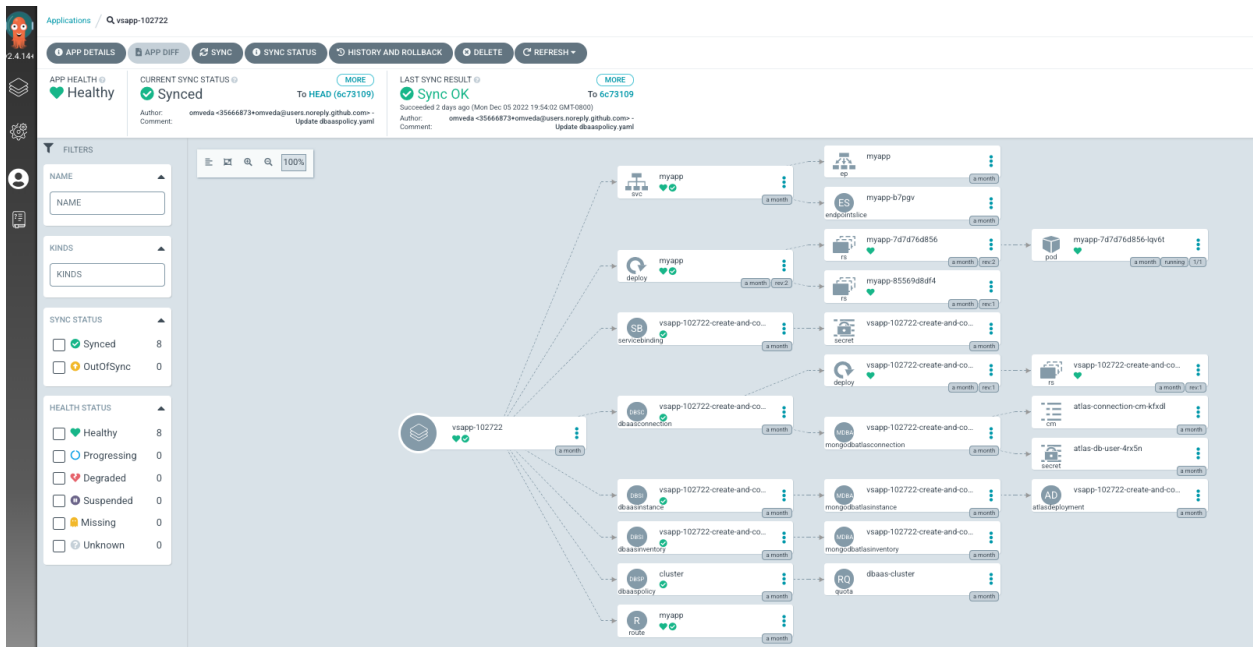 Applications / vsapp-102722
v2.4.14+
APP DETAILS
APP DIFF
SYNC
SYNC STATUS
HISTORY AND ROLLBACK
DELETE
REFRESH
APP HEALTH
Healthy
CURRENT SYNC STATUS
MORE
Synced
To HEAD (6c73109)
Author: omveda <35666873+omveda@users.noreply.github.com> -
Comment: Update dbaaspolicy.yaml
LAST SYNC RESULT
MORE
Sync OK
To 6c73109
Succeeded 2 days ago (Mon Dec 05 2022 19:54:02 GMT-0800)
Author: omveda <35666873+omveda@users.noreply.github.com> -
Comment: Update dbaaspolicy.yaml
FILTERS
NAME
NAME
KINDS
KINDS
SYNC STATUS
Synced 8
OutOfSync 0
HEALTH STATUS
Healthy 8
Progressing 0
Degraded 0
Suspended 0
Missing 0
Unknown 0
100%
vsapp-102722
a month
myapp
svc
a month
myapp
deploy
a month rev:2
SB
vsapp-102722-create-and-co...
servicebinding
a month
DBSC
vsapp-102722-create-and-co...
dbaasconnection
a month
DBSI
vsapp-102722-create-and-co...
dbaasinstance
a month
DBSI
vsapp-102722-create-and-co...
dbaasinventory
a month
DBSP
cluster
dbaaspolicy
a month
R
myapp
route
a month
myapp
ep
a month
ES
myapp-b7pgv
endpointslice
a month
myapp-7d7d76d856
rs
a month rev:2
myapp-85569d8df4
rs
a month rev:1
vsapp-102722-create-and-co...
secret
a month
vsapp-102722-create-and-co...
deploy
a month rev:1
MDBA
vsapp-102722-create-and-co...
mongodbatlasconnection
a month
MDBA
vsapp-102722-create-and-co...
mongodbatlasinstance
a month
MDBA
vsapp-102722-create-and-co...
mongodbatlasinventory
a month
RQ
dbaas-cluster
quota
a month
myapp-7d7d76d856-lqv6t
pod
a month running 1/1
vsapp-102722-create-and-co...
rs
a month rev:1
atlas-connection-cm-kfxdl
cm
a month
atlas-db-user-4rx5n
secret
a month
AD
vsapp-102722-create-and-co...
atlasdeployment
a month